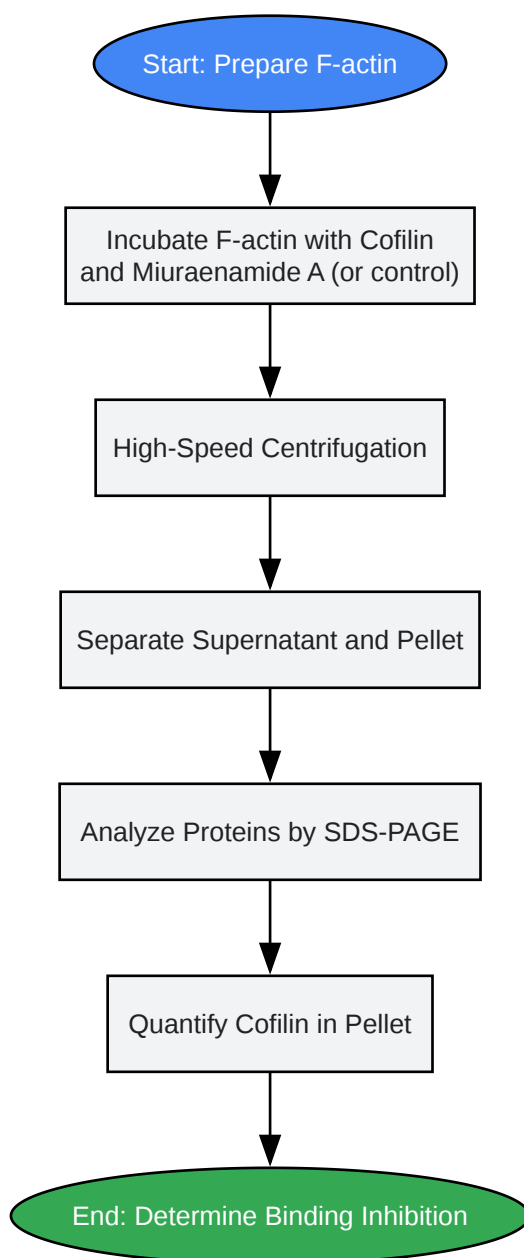 Start: Prepare F-actin
Incubate F-actin with Cofilin
and Miuraenamide A (or control)
High-Speed Centrifugation
Separate Supernatant and Pellet
Analyze Proteins by SDS-PAGE
Quantify Cofilin in Pellet
End: Determine Binding Inhibition